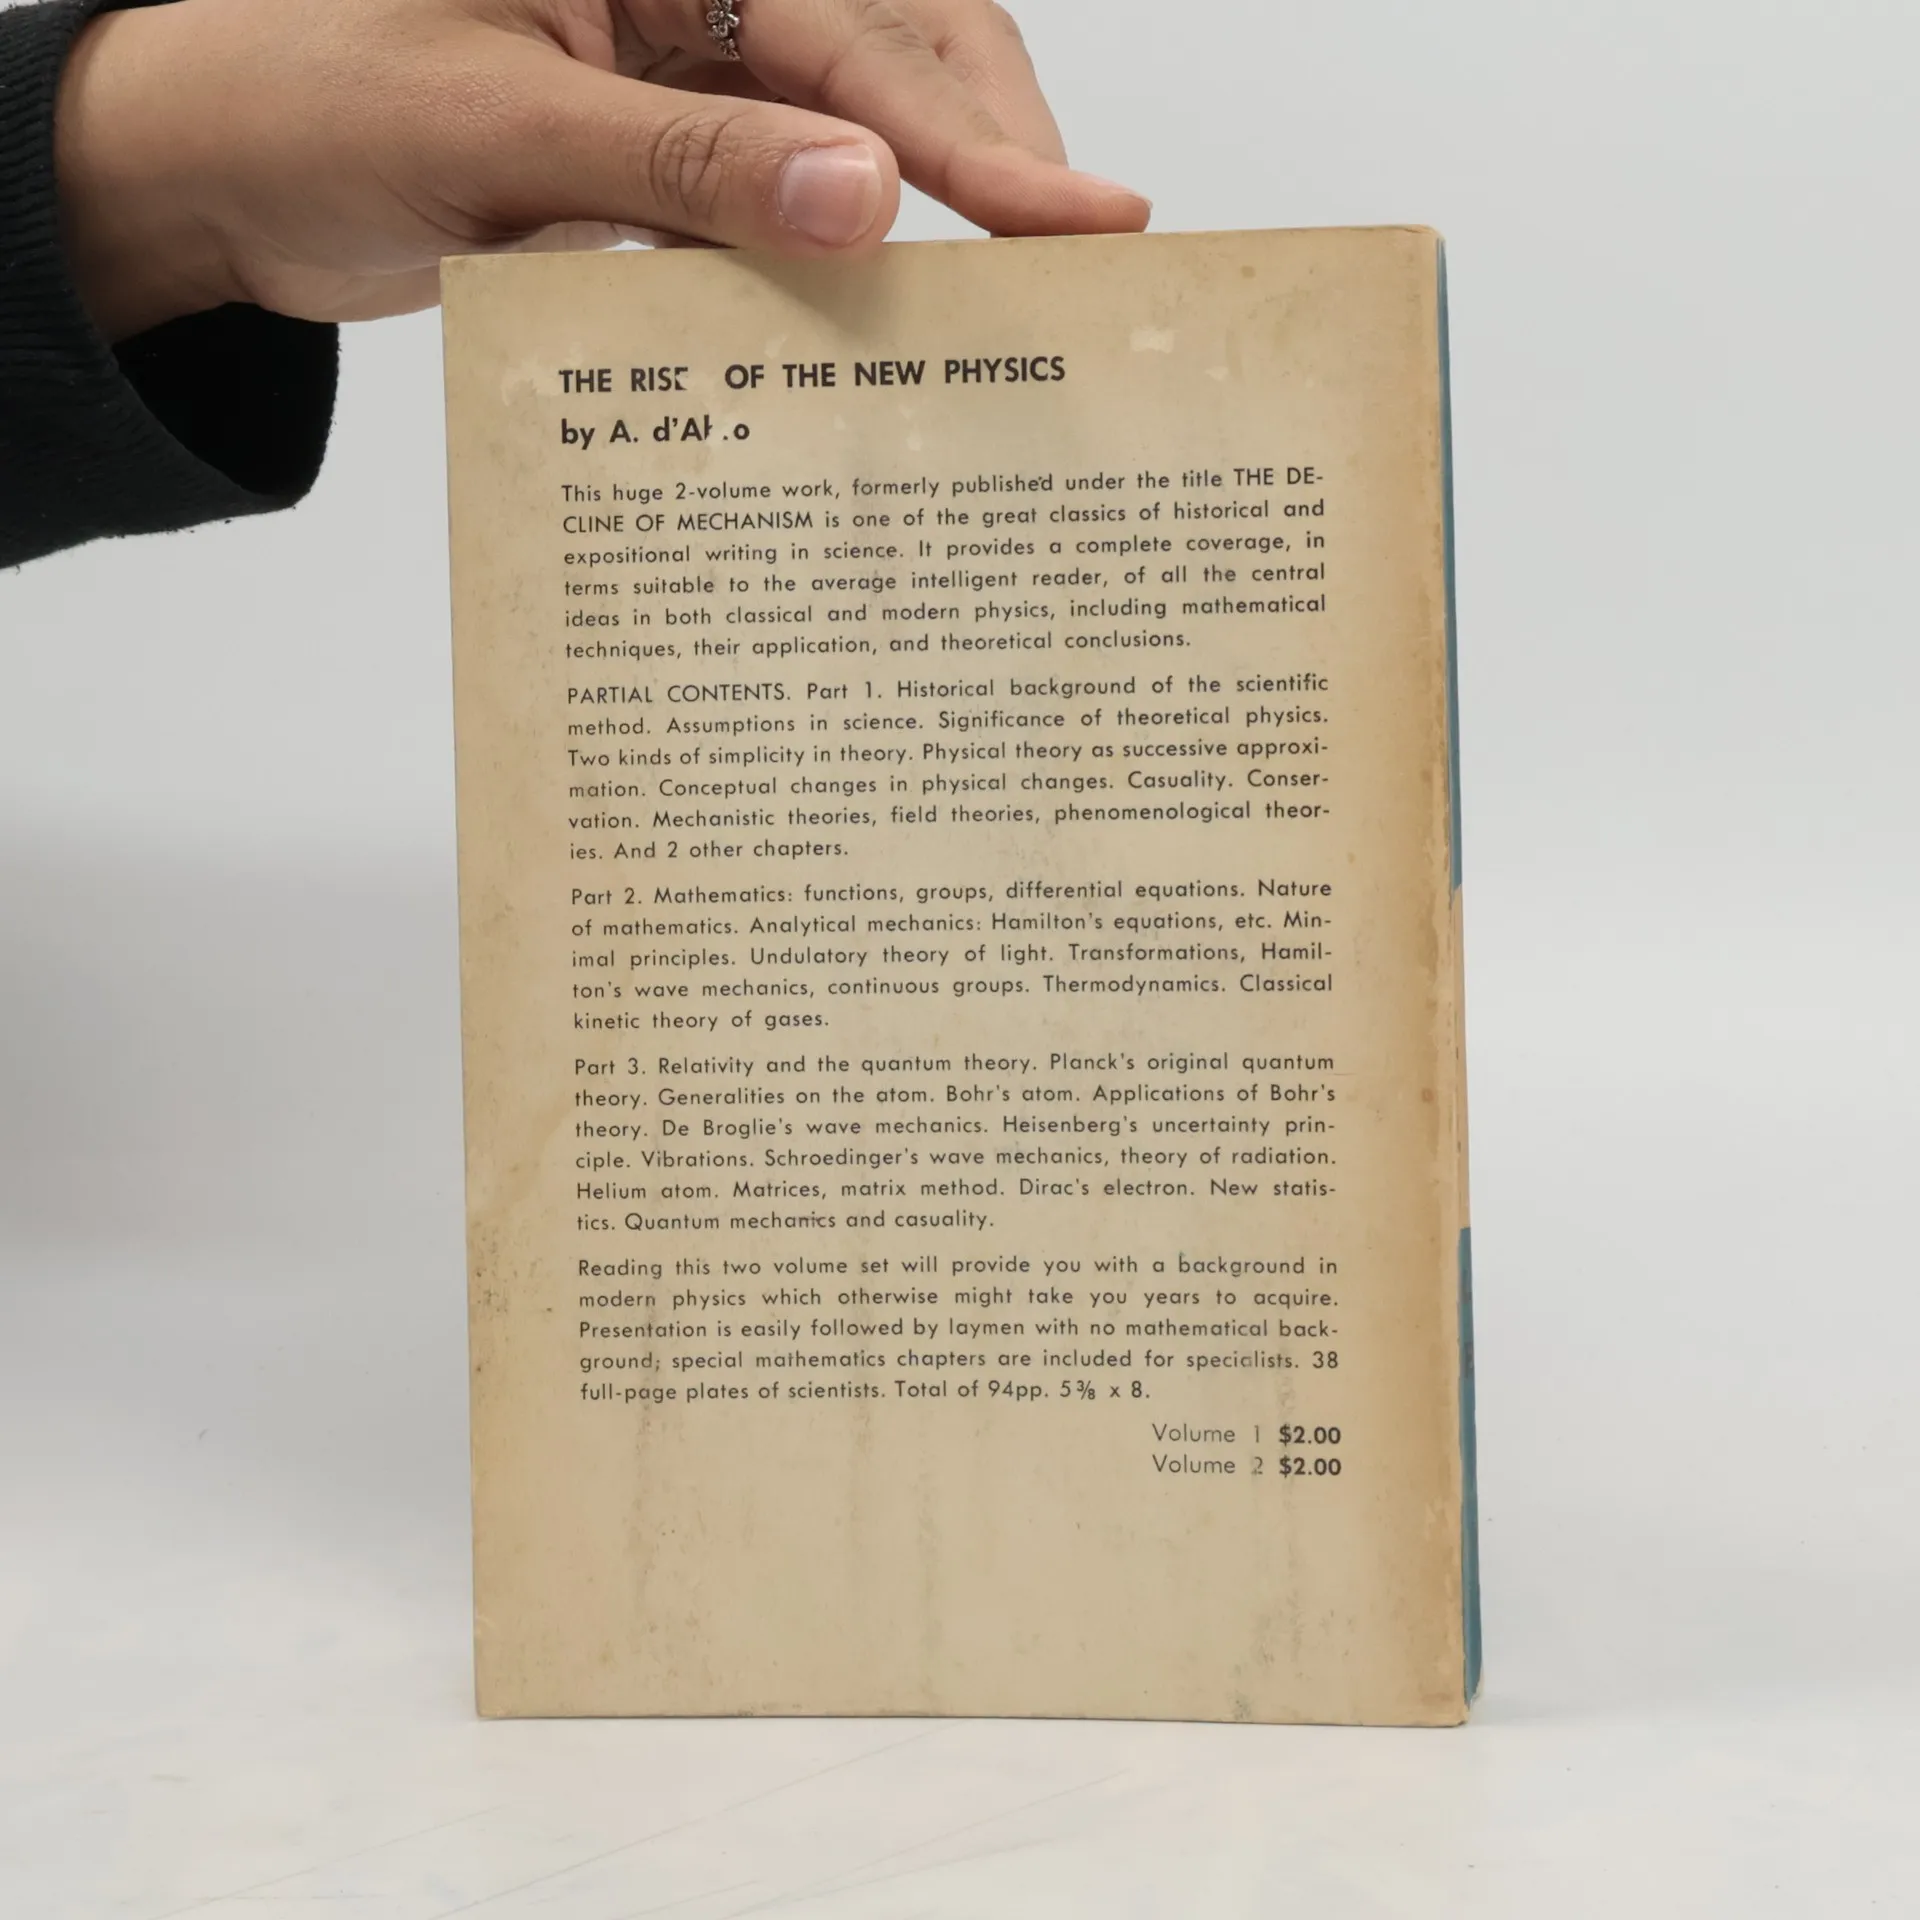 THE RISE OF THE NEW PHYSICS
by A. d'A
This huge 2-volume work, formerly published under the title THE DE-
CLINE OF MECHANISM is one of the great classics of historical and
expositional writing in science. It provides a complete coverage, in
terms suitable to the average intelligent reader, of all the central
ideas in both classical and modern physics, including mathematical
techniques, their application, and theoretical conclusions.
PARTIAL CONTENTS. Part 1. Historical background of the scientific
method. Assumptions in science. Significance of theoretical physics.
Two kinds of simplicity in theory. Physical theory as successive approxi-
mation. Conceptual changes in physical changes. Casuality. Conser-
vation. Mechanistic theories, field theories, phenomenological theor-
ies. And 2 other chapters.
Part 2. Mathematics: functions, groups, differential equations. Nature
of mathematics. Analytical mechanics: Hamilton's equations, etc. Min-
imal principles. Undulatory theory of light. Transformations, Hamil-
ton's wave mechanics, continuous groups. Thermodynamics. Classical
kinetic theory of gases.
Part 3. Relativity and the quantum theory. Planck's original quantum
theory. Generalities on the atom. Bohr's atom. Applications of Bohr's
theory. De Broglie's wave mechanics. Heisenberg's uncertainty prin-
ciple. Vibrations. Schroedinger's wave mechanics, theory of radiation.
Helium atom. Matrices, matrix method. Dirac's electron. New statis-
tics. Quantum mechanics and casuality.
Reading this two volume set will provide you with a background in
modern physics which otherwise might take you years to acquire.
Presentation is easily followed by laymen with no mathematical back-
ground; special mathematics chapters are included for specialists. 38
full-page plates of scientists. Total of 94pp. 5⅜ x 8.
Volume 1 $2.00
Volume 2 $2.00